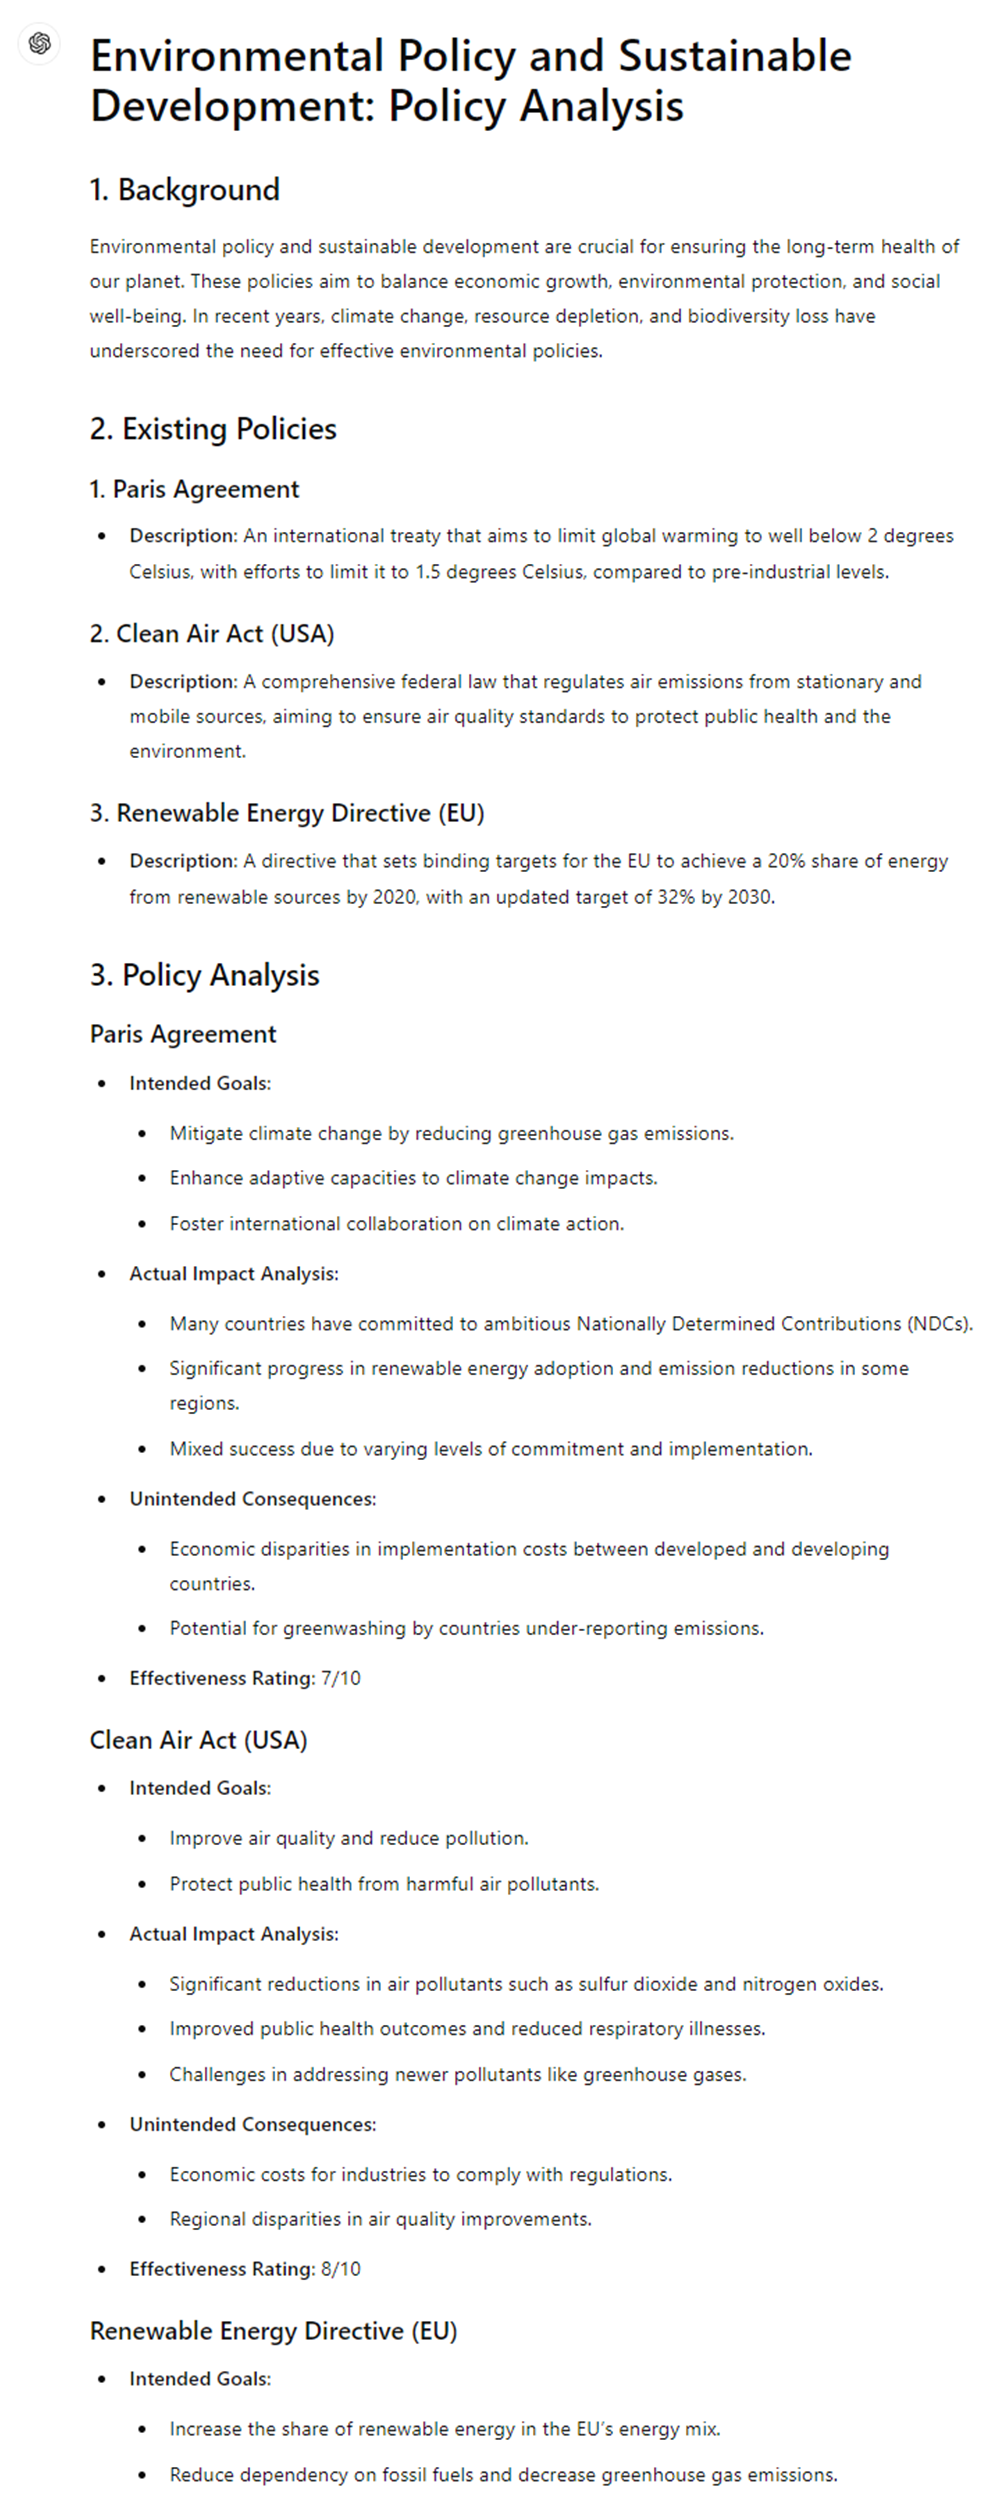 Environmental Policy and Sustainable
Development: Policy Analysis
1. Background
Environmental policy and sustainable development are crucial for ensuring the long-term health of
our planet. These policies aim to balance economic growth, environmental protection, and social
well-being. In recent years, climate change, resource depletion, and biodiversity loss have
underscored the need for effective environmental policies.
2. Existing Policies
1. Paris Agreement
• Description: An international treaty that aims to limit global warming to well below 2 degrees
Celsius, with efforts to limit it to 1.5 degrees Celsius, compared to pre-industrial levels.
2. Clean Air Act (USA)
• Description: A comprehensive federal law that regulates air emissions from stationary and
mobile sources, aiming to ensure air quality standards to protect public health and the
environment.
3. Renewable Energy Directive (EU)
• Description: A directive that sets binding targets for the EU to achieve a 20% share of energy
from renewable sources by 2020, with an updated target of 32% by 2030.
3. Policy Analysis
Paris Agreement
• Intended Goals:
• Mitigate climate change by reducing greenhouse gas emissions.
• Enhance adaptive capacities to climate change impacts.
• Foster international collaboration on climate action.
• Actual Impact Analysis:
• Many countries have committed to ambitious Nationally Determined Contributions (NDCs).
• Significant progress in renewable energy adoption and emission reductions in some
regions.
• Mixed success due to varying levels of commitment and implementation.
• Unintended Consequences:
• Economic disparities in implementation costs between developed and developing
countries.
• Potential for greenwashing by countries under-reporting emissions.
• Effectiveness Rating: 7/10
Clean Air Act (USA)
• Intended Goals:
• Improve air quality and reduce pollution.
• Protect public health from harmful air pollutants.
• Actual Impact Analysis:
• Significant reductions in air pollutants such as sulfur dioxide and nitrogen oxides.
• Improved public health outcomes and reduced respiratory illnesses.
• Challenges in addressing newer pollutants like greenhouse gases.
• Unintended Consequences:
• Economic costs for industries to comply with regulations.
• Regional disparities in air quality improvements.
• Effectiveness Rating: 8/10
Renewable Energy Directive (EU)
• Intended Goals:
• Increase the share of renewable energy in the EU’s energy mix.
• Reduce dependency on fossil fuels and decrease greenhouse gas emissions.